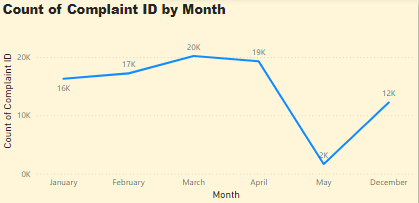 Count of Complaint ID by Month
Count of Complaint ID
20K
10K
0K
16K
17K
20K
19K
2K
12K
January February March April May December
Month